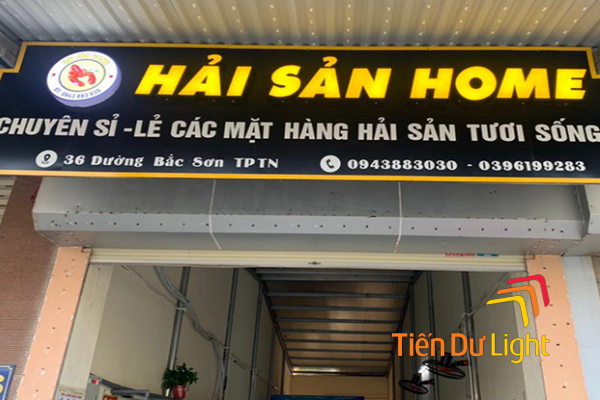 HẢI SẢN HOME
CHUYÊN SỈ - LẺ CÁC MẶT HÀNG HẢI SẢN TƯƠI SỐNG
36 Đường Bắc Sơn TPTN
0943883030 - 0396199283
Tiến Dư Light